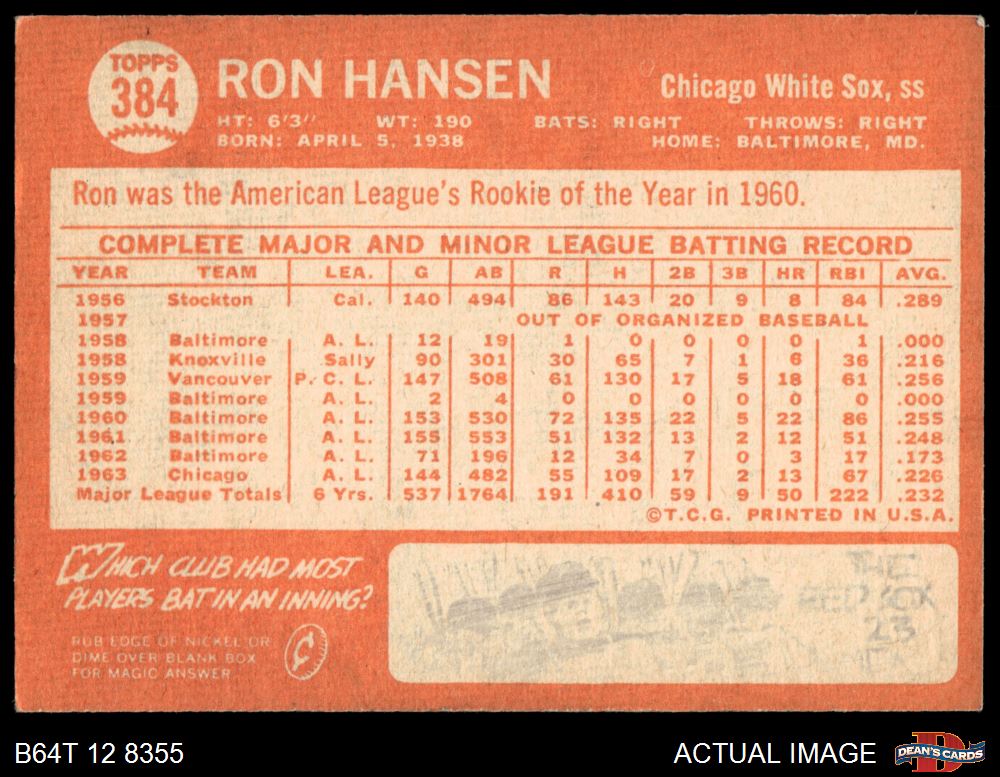 TOPPS
384
RON HANSEN
Chicago White Sox, ss
HT: 6'3" WT: 190 BATS: RIGHT THROWS: RIGHT
BORN: APRIL 5, 1938 HOME: BALTIMORE, MD.
Ron was the American League's Rookie of the Year in 1960.
COMPLETE MAJOR AND MINOR LEAGUE BATTING RECORD
YEAR TEAM LEA. G AB R H 2B 3B HR RBI AVG.
1956 Stockton Cal. 140 494 86 143 20 9 8 84 .289
1957 OUT OF ORGANIZED BASEBALL
1958 Baltimore A. L. 12 19 1 0 0 0 0 1 .000
1958 Knoxville Sally 90 301 30 65 7 1 6 36 .216
1959 Vancouver P. C. L. 147 508 61 130 17 5 18 61 .256
1959 Baltimore A. L. 2 4 0 0 0 0 0 0 .000
1960 Baltimore A. L. 153 530 72 135 22 5 22 86 .255
1961 Baltimore A. L. 155 553 51 132 13 2 12 51 .248
1962 Baltimore A. L. 71 196 12 34 7 0 3 17 .173
1963 Chicago A. L. 144 482 55 109 17 2 13 67 .226
Major League Totals 6 Yrs. 537 1764 191 410 59 9 50 222 .232
©T.C.G. PRINTED IN U.S.A.
WHICH CLUB HAD MOST
PLAYERS BAT IN AN INNING?
RUB EDGE OF NICKEL OR
DIME OVER BLANK BOX
FOR MAGIC ANSWER
THE
RED SOX
23
B64T 12 8355
ACTUAL IMAGE
D
DEAN'S CARDS